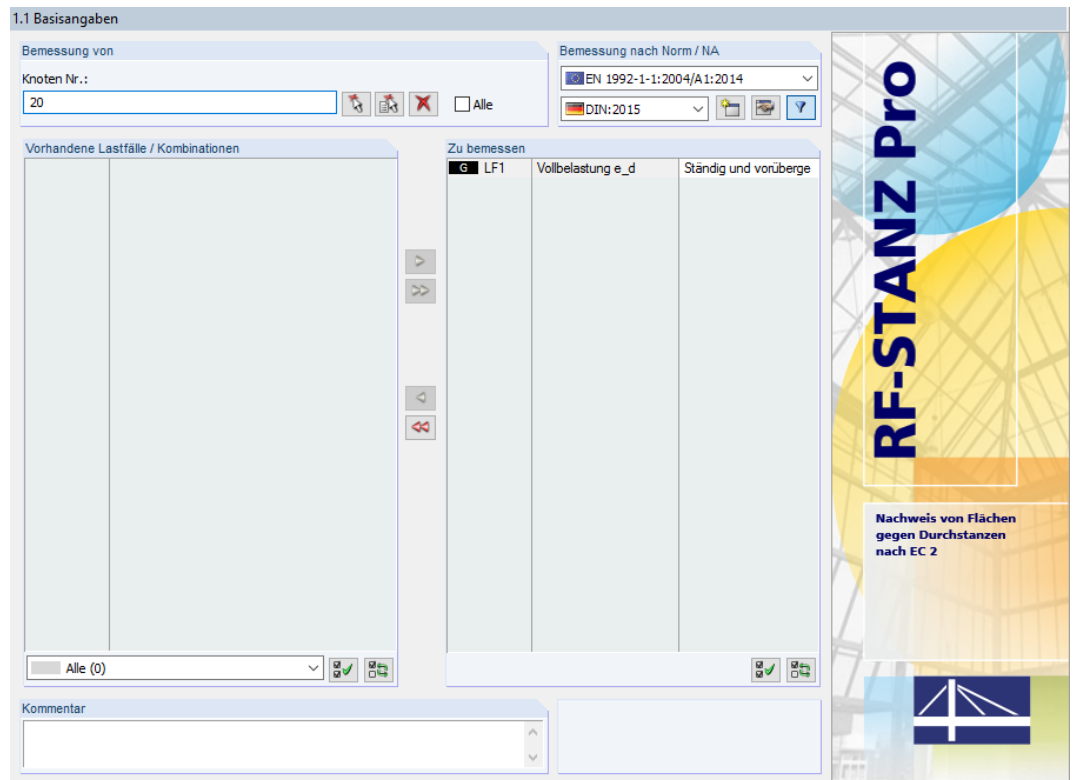 1.1 Basisangaben
Bemessung von
Knoten Nr.:
20
Alle
Bemessung nach Norm / NA
EN 1992-1-1:2004/A1:2014
DIN:2015
Vorhandene Lastfälle / Kombinationen
Zu bemessen
G LF1 Vollbelastung e_d Ständig und vorüberge
Alle (0)
Kommentar
RF-STANZ Pro
Nachweis von Flächen
gegen Durchstanzen
nach EC 2